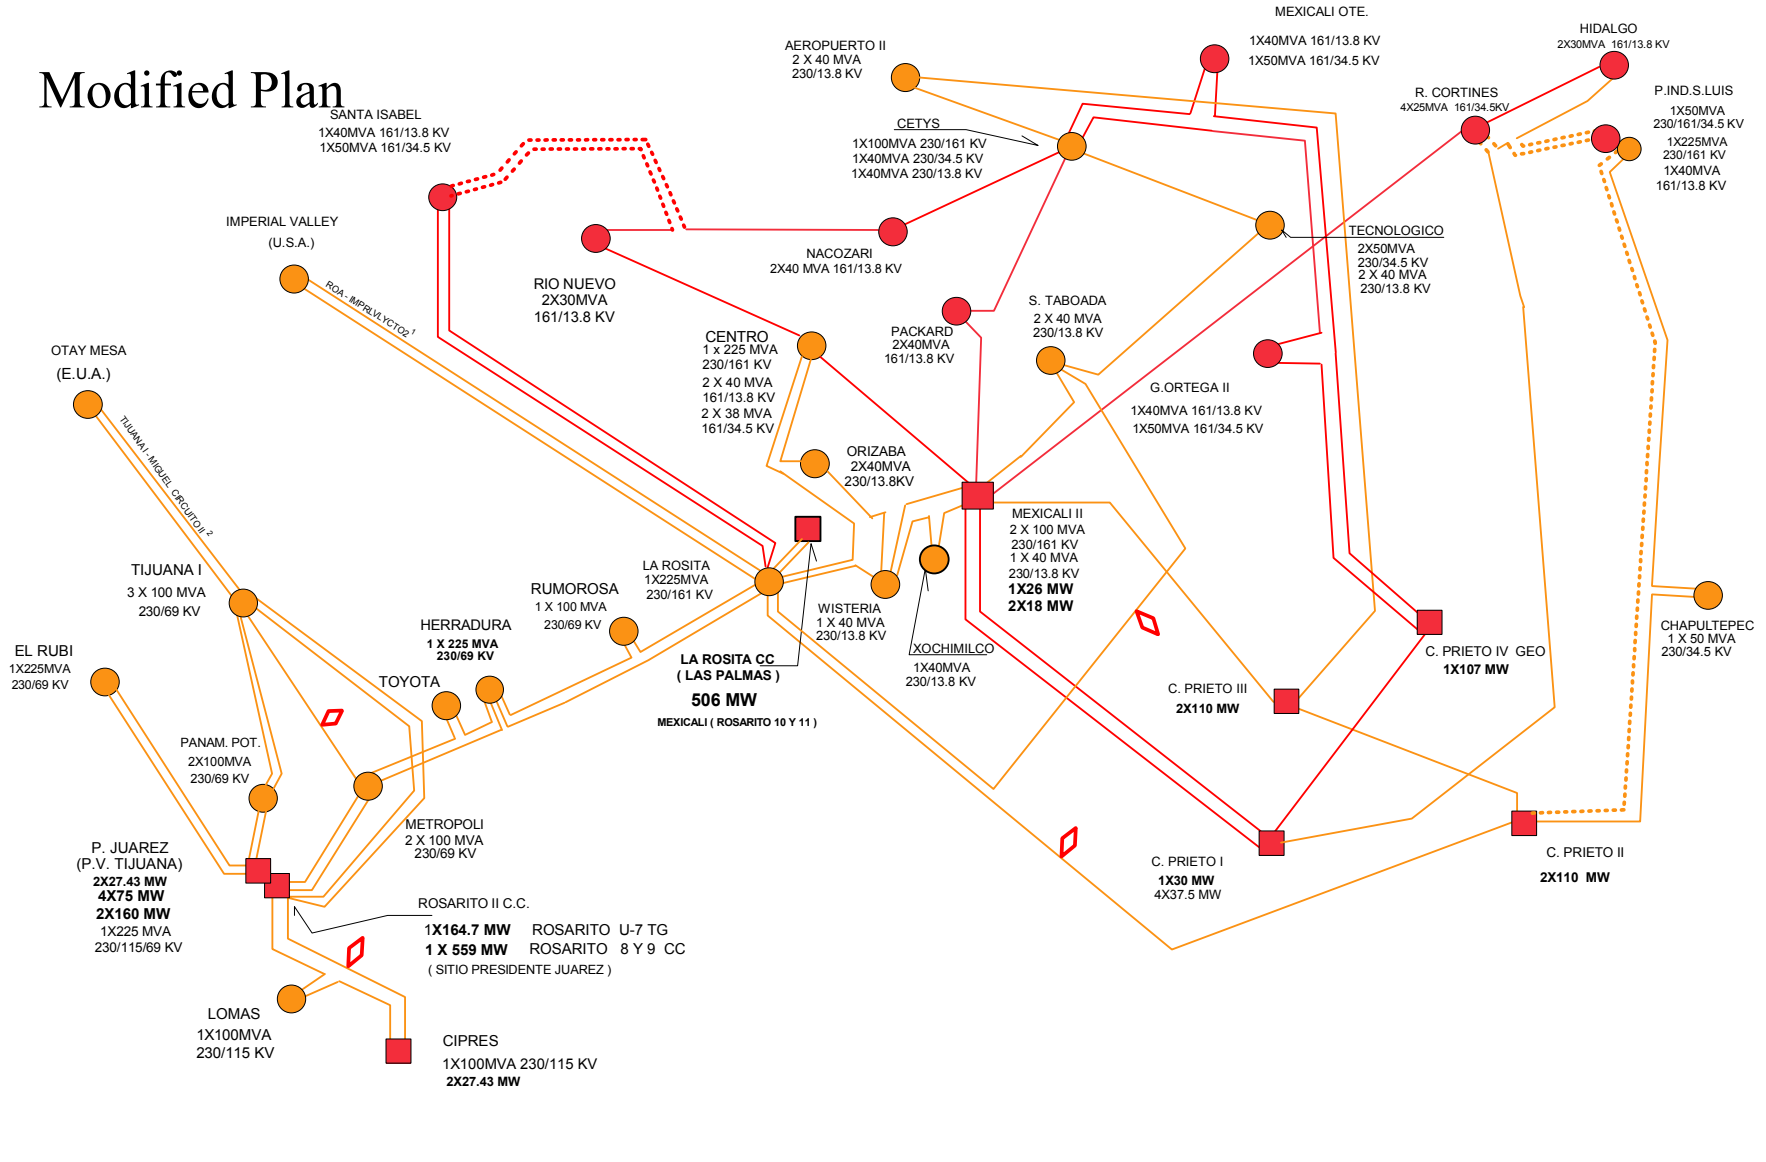 Modified Plan
SANTA ISABEL
1X40MVA 161/13.8 KV
1X50MVA 161/34.5 KV
AEROPUERTO II
2 X 40 MVA
230/13.8 KV
MEXICALI OTE.
1X40MVA 161/13.8 KV
1X50MVA 161/34.5 KV
HIDALGO
2X30MVA 161/13.8 KV
R. CORTINES
4X25MVA 161/34.5KV
P.IND.S.LUIS
1X50MVA
230/161/34.5 KV
1X225MVA
230/161 KV
1X40MVA
161/13.8 KV
CETYS
1X100MVA 230/161 KV
1X40MVA 230/34.5 KV
1X40MVA 230/13.8 KV
IMPERIAL VALLEY
(U.S.A.)
NACOZARI
2X40 MVA 161/13.8 KV
TECNOLOGICO
2X50MVA
230/34.5 KV
2 X 40 MVA
230/13.8 KV
RIO NUEVO
2X30MVA
161/13.8 KV
ROA - IMPRLVLYCTO2 1
S. TABOADA
2 X 40 MVA
230/13.8 KV
PACKARD
2X40MVA
161/13.8 KV
CENTRO
1 x 225 MVA
230/161 KV
2 X 40 MVA
161/13.8 KV
2 X 38 MVA
161/34.5 KV
OTAY MESA
(E.U.A.)
G.ORTEGA II
1X40MVA 161/13.8 KV
1X50MVA 161/34.5 KV
TIJUANA I - MIGUEL CIRCUITO II 2
ORIZABA
2X40MVA
230/13.8KV
MEXICALI II
2 X 100 MVA
230/161 KV
1 X 40 MVA
230/13.8 KV
1X26 MW
2X18 MW
TIJUANA I
3 X 100 MVA
230/69 KV
LA ROSITA
1X225MVA
230/161 KV
RUMOROSA
1 X 100 MVA
230/69 KV
WISTERIA
1 X 40 MVA
230/13.8 KV
HERRADURA
1 X 225 MVA
230/69 KV
XOCHIMILCO
1X40MVA
230/13.8 KV
CHAPULTEPEC
1 X 50 MVA
230/34.5 KV
EL RUBI
1X225MVA
230/69 KV
LA ROSITA CC
( LAS PALMAS )
506 MW
MEXICALI ( ROSARITO 10 Y 11 )
C. PRIETO IV GEO
1X107 MW
TOYOTA
C. PRIETO III
2X110 MW
PANAM. POT.
2X100MVA
230/69 KV
METROPOLI
2 X 100 MVA
230/69 KV
P. JUAREZ
(P.V. TIJUANA)
2X27.43 MW
4X75 MW
2X160 MW
1X225 MVA
230/115/69 KV
C. PRIETO I
1X30 MW
4X37.5 MW
C. PRIETO II
2X110 MW
ROSARITO II C.C.
1X164.7 MW ROSARITO U-7 TG
1 X 559 MW ROSARITO 8 Y 9 CC
( SITIO PRESIDENTE JUAREZ )
LOMAS
1X100MVA
230/115 KV
CIPRES
1X100MVA 230/115 KV
2X27.43 MW